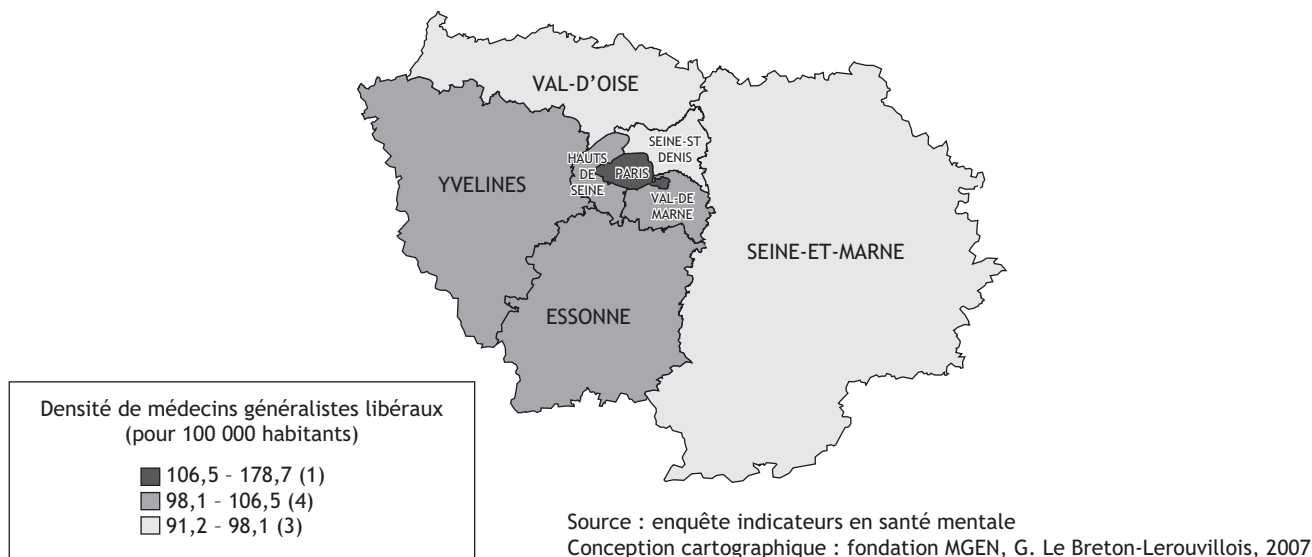 VAL-D'OISE
SEINE-ST
DENIS
HAUTS
DE
SEINE
PARIS
YVELINES
VAL-DE
MARNE
SEINE-ET-MARNE
ESSONNE
Densité de médecins généralistes libéraux
(pour 100 000 habitants)
106,5 - 178,7 (1)
98,1 - 106,5 (4)
91,2 - 98,1 (3)
Source : enquête indicateurs en santé mentale
Conception cartographique : fondation MGEN, G. Le Breton-Lerouvillois, 2007